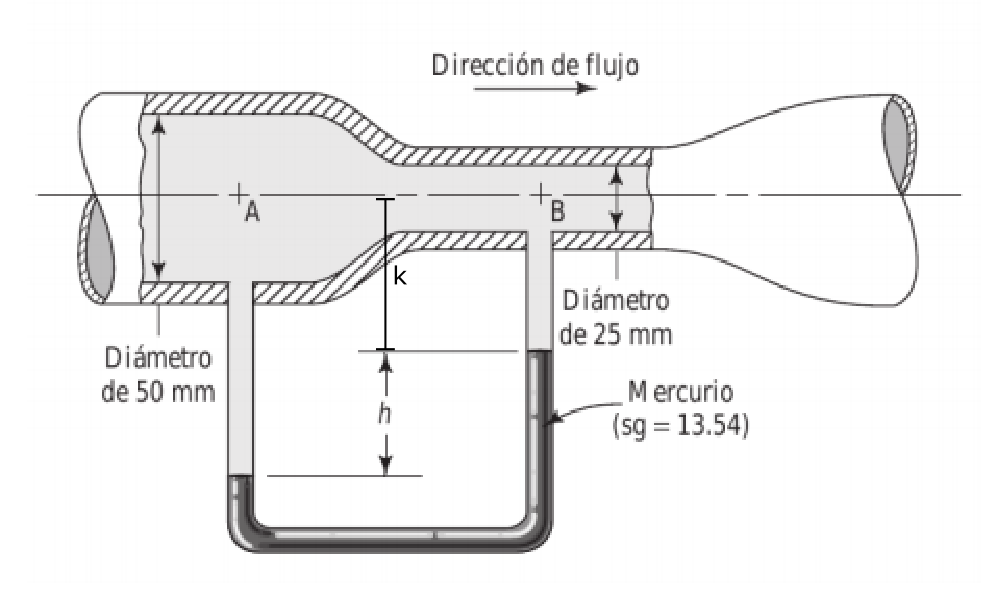 Dirección de flujo
A
B
k
Diámetro
de 25 mm
Diámetro
de 50 mm
h
Mercurio
(sg = 13.54)